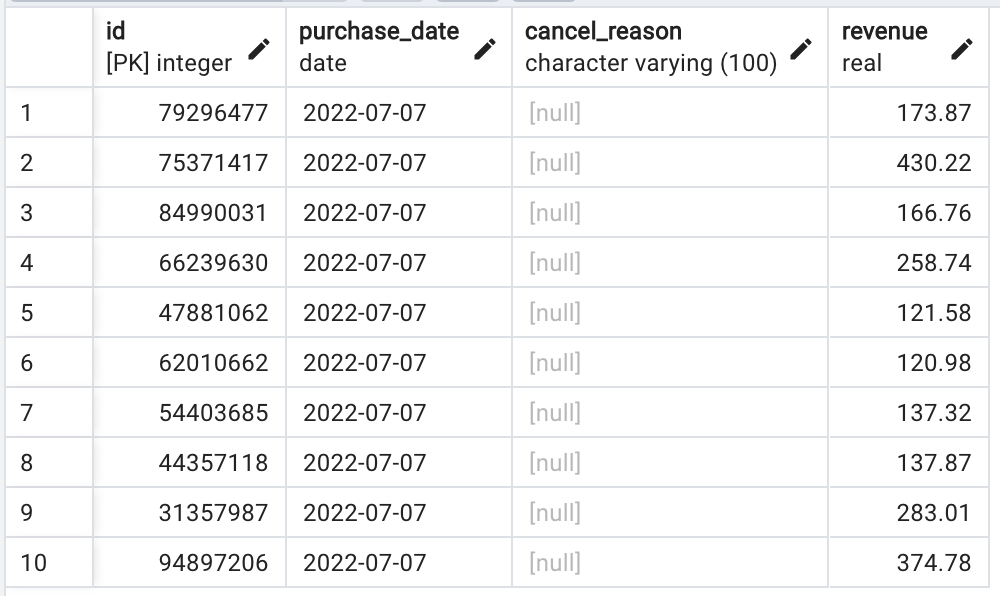 id purchase_date cancel_reason revenue
[PK] integer date character varying (100) real
1 79296477 2022-07-07 [null] 173.87
2 75371417 2022-07-07 [null] 430.22
3 84990031 2022-07-07 [null] 166.76
4 66239630 2022-07-07 [null] 258.74
5 47881062 2022-07-07 [null] 121.58
6 62010662 2022-07-07 [null] 120.98
7 54403685 2022-07-07 [null] 137.32
8 44357118 2022-07-07 [null] 137.87
9 31357987 2022-07-07 [null] 283.01
10 94897206 2022-07-07 [null] 374.78